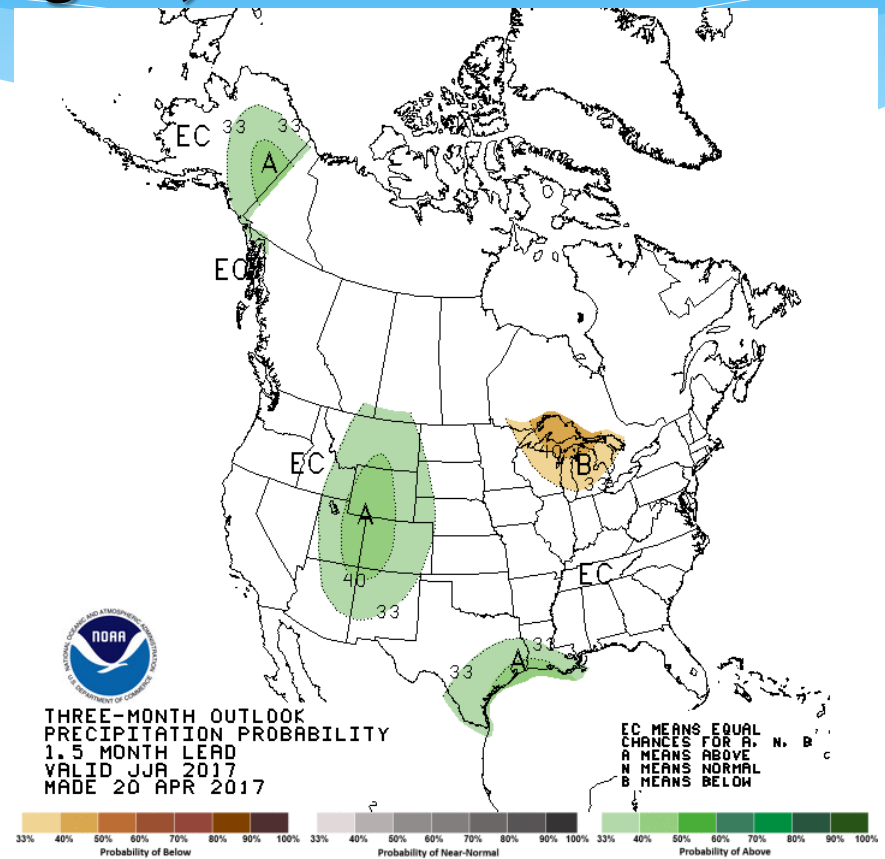 EC
33
33
A
EC
EC
A
40
33
40
B
33
EC
33
A
33
NOAA
NATIONAL OCEANIC AND ATMOSPHERIC ADMINISTRATION
U.S. DEPARTMENT OF COMMERCE
THREE-MONTH OUTLOOK
PRECIPITATION PROBABILITY
1.5 MONTH LEAD
VALID JJA 2017
MADE 20 APR 2017
EC MEANS EQUAL
CHANCES FOR A, N, B
A MEANS ABOVE
N MEANS NORMAL
B MEANS BELOW
33% 40% 50% 60% 70% 80% 90% 100%
Probability of Below
33% 40% 50% 60% 70% 80% 90% 100%
Probability of Near-Normal
33% 40% 50% 60% 70% 80% 90% 100%
Probability of Above